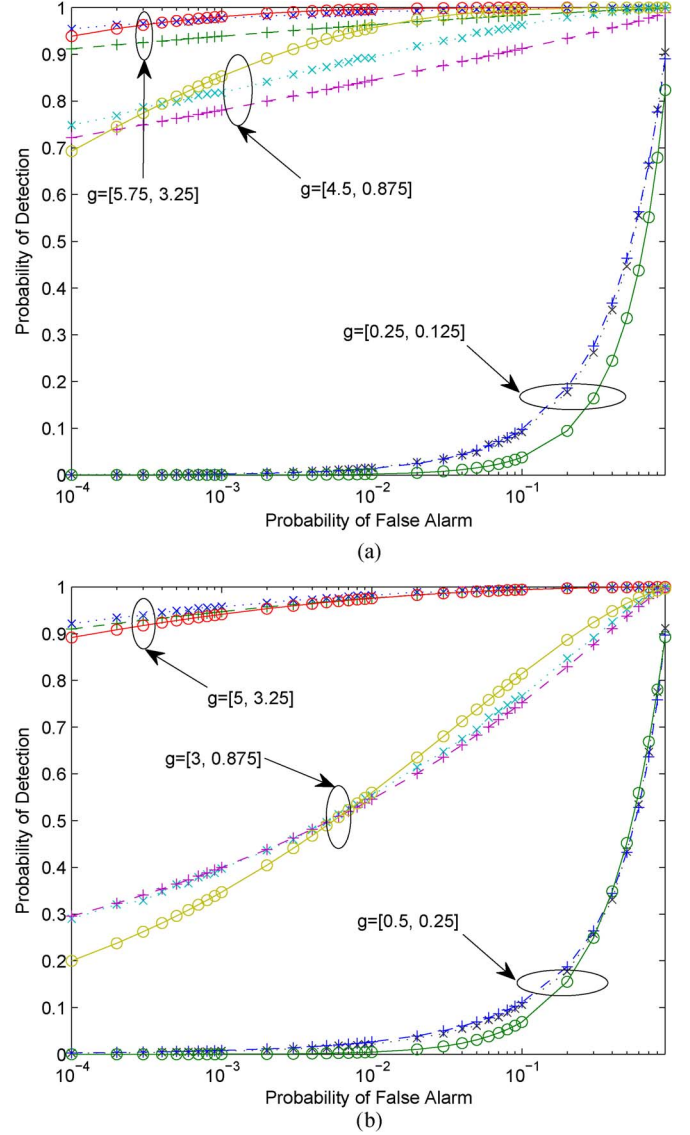 1
0.9
0.8
0.7
0.6
0.5
0.4
0.3
0.2
0.1
0
Probability of Detection
g=[5.75, 3.25]
g=[4.5, 0.875]
g=[0.25, 0.125]
10⁻⁴ 10⁻³ 10⁻² 10⁻¹
Probability of False Alarm
(a)
1
0.9
0.8
0.7
0.6
0.5
0.4
0.3
0.2
0.1
0
Probability of Detection
g=[5, 3.25]
g=[3, 0.875]
g=[0.5, 0.25]
10⁻⁴ 10⁻³ 10⁻² 10⁻¹
Probability of False Alarm
(b)